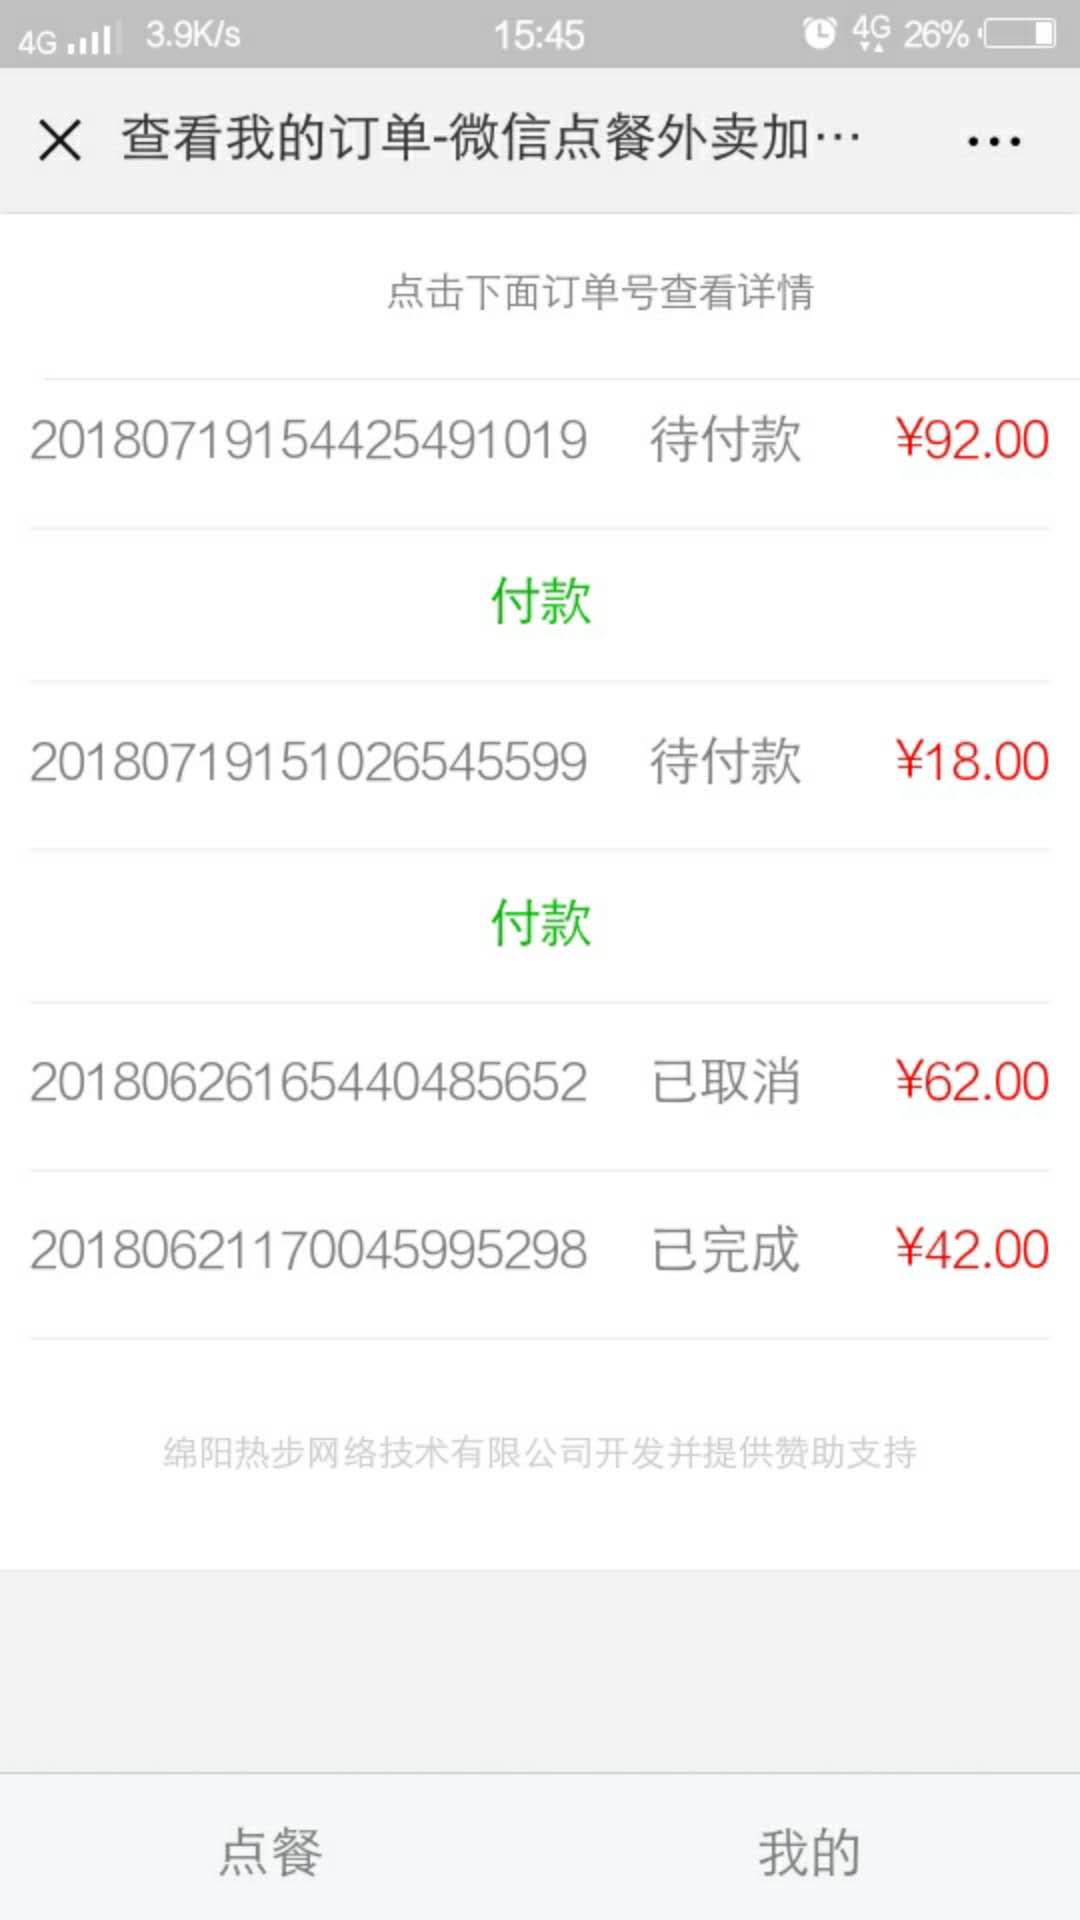 4G 3.9K/s 15:45 4G 26%
查看我的订单-微信点餐外卖加···
点击下面订单号查看详情
20180719154425491019 待付款 ¥92.00
付款
20180719151026545599 待付款 ¥18.00
付款
20180626165440485652 已取消 ¥62.00
20180621170045995298 已完成 ¥42.00
绵阳热步网络技术有限公司开发并提供赞助支持
点餐 我的